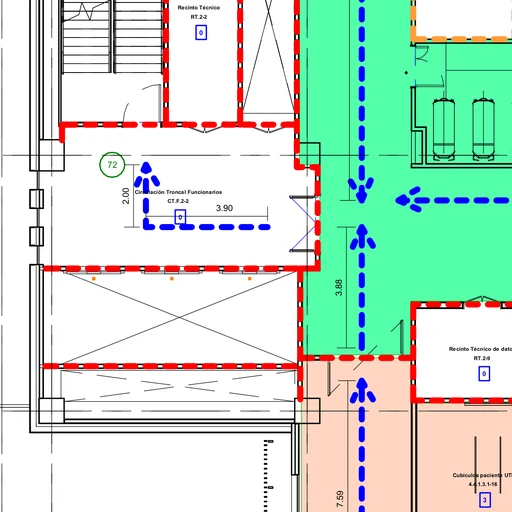 Recinto Técnico
RT.2-2
0
72
Circulación Troncal Funcionarios
CT.F.2-2
0
2.00
3.90
3.88
Recinto Técnico de dato
RT.2-9
0
Cubículos paciente UT
4.4.1.3.1-16
3
7.59